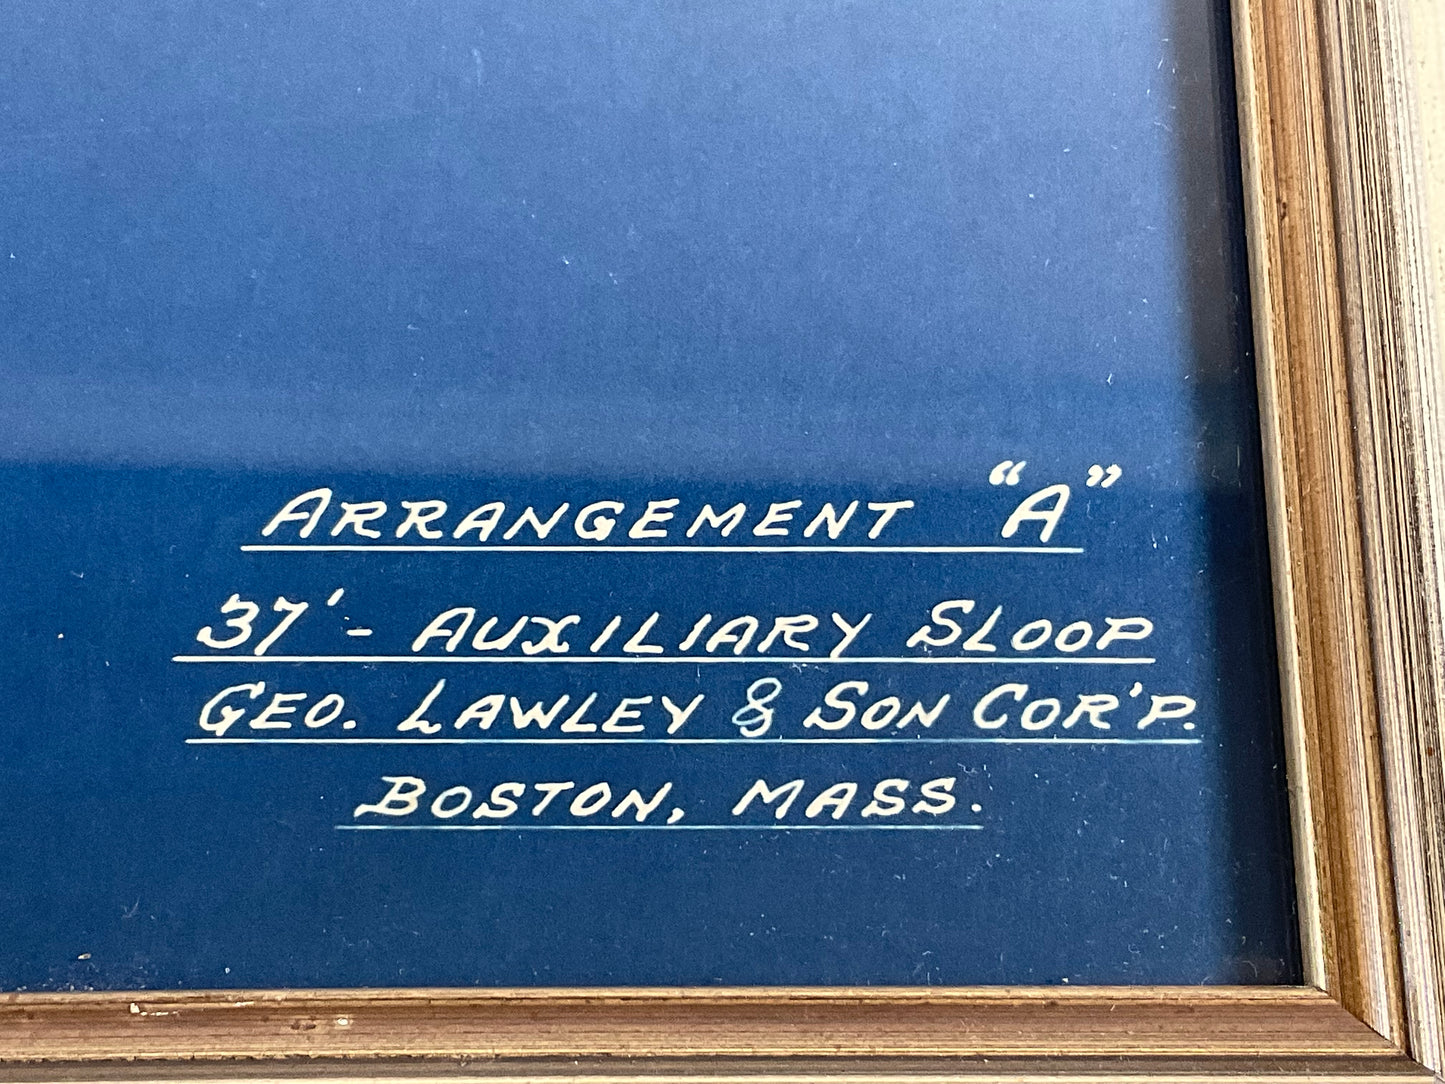 ARRANGEMENT "A"
37'- AUXILIARY SLOOP
GEO. LAWLEY & SON COR'P.
BOSTON, MASS.